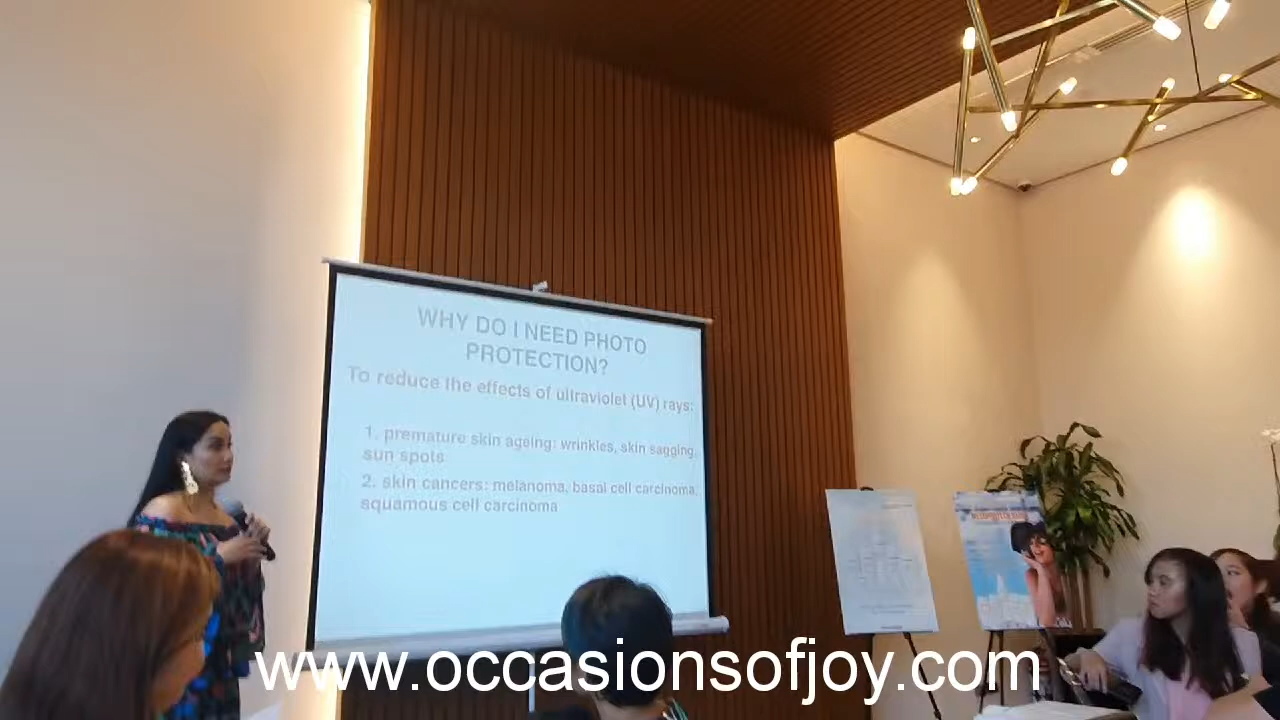 WHY DO I NEED PHOTO
PROTECTION?
To reduce the effects of ultraviolet (UV) rays:
1. premature skin ageing: wrinkles, skin sagging,
sun spots
2. skin cancers: melanoma, basal cell carcinoma,
squamous cell carcinoma
www.occasionsofjoy.com